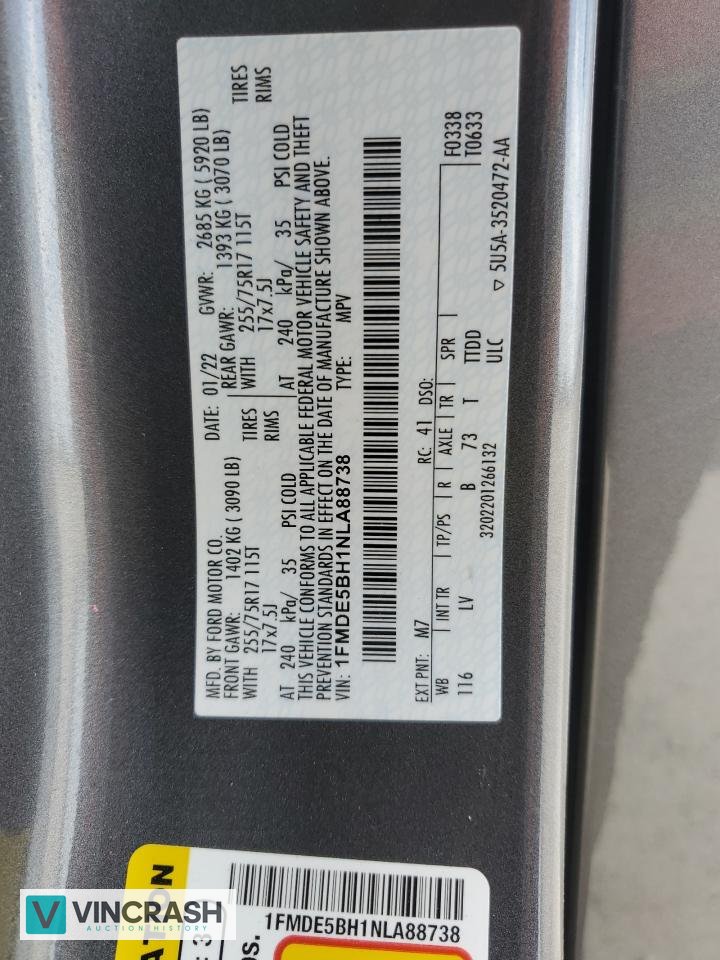 MFD. BY FORD MOTOR CO.
DATE: 01/22 GVWR: 2685 KG ( 5920 LB)
FRONT GAWR: 1402 KG ( 3090 LB) REAR GAWR: 1393 KG ( 3070 LB)
WITH 255/75R17 115T TIRES WITH 255/75R17 115T TIRES
17x7.5J RIMS 17x7.5J RIMS
AT 240 kPa/ 35 PSI COLD AT 240 kPa/ 35 PSI COLD
THIS VEHICLE CONFORMS TO ALL APPLICABLE FEDERAL MOTOR VEHICLE SAFETY AND THEFT
PREVENTION STANDARDS IN EFFECT ON THE DATE OF MANUFACTURE SHOWN ABOVE.
VIN: 1FMDE5BH1NLA88738 TYPE: MPV
EXT PNT: M7 RC: 41 DSO: F0338
WB INT TR TP/PS R AXLE TR SPR T0633
116 LV B 73 T TTDD
3202201266132 ULC ▽ 5U5A-3520472-AA
1FMDE5BH1NLA88738
VINCRASH
AUCTION HISTORY